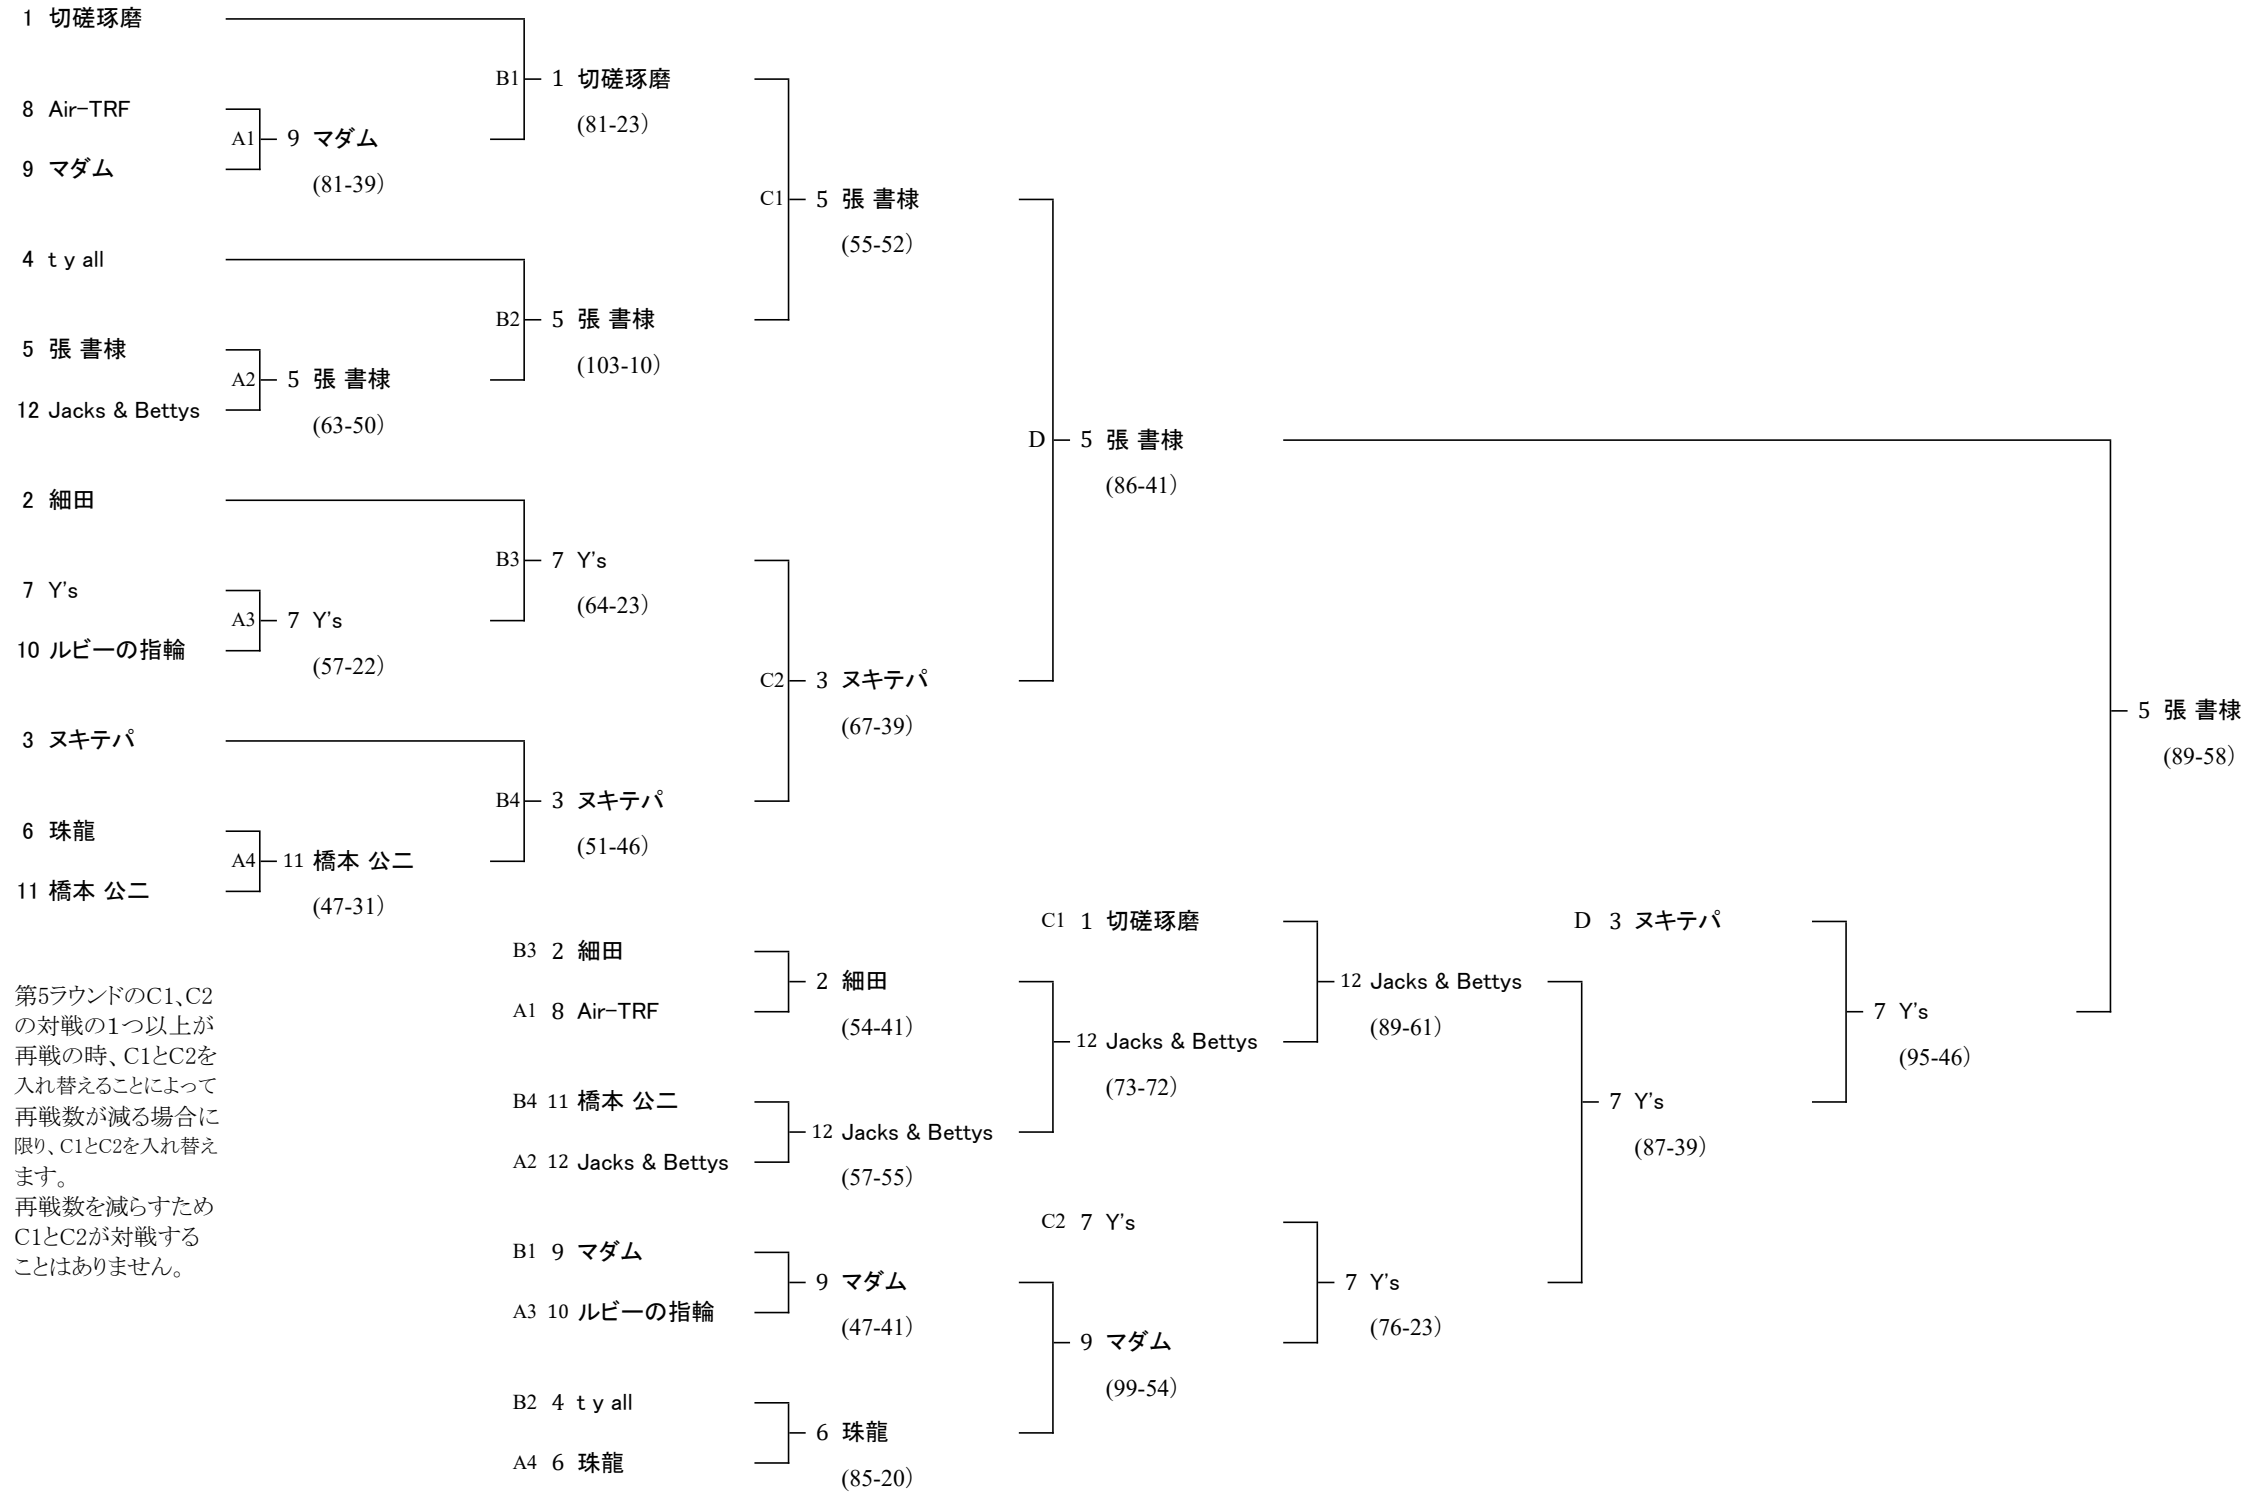 1 切磋琢磨
B1 1 切磋琢磨
(81-23)
8 Air-TRF
A1 9 マダム
(81-39)
9 マダム
C1 5 張 書棣
(55-52)
4 t y all
B2 5 張 書棣
(103-10)
5 張 書棣
A2 5 張 書棣
(63-50)
12 Jacks & Bettys
D 5 張 書棣
(86-41)
2 細田
B3 7 Y's
(64-23)
7 Y's
A3 7 Y's
(57-22)
10 ルビーの指輪
C2 3 ヌキテパ
(67-39)
3 ヌキテパ
B4 3 ヌキテパ
(51-46)
6 珠龍
A4 11 橋本 公二
(47-31)
11 橋本 公二
5 張 書棣
(89-58)
B3 2 細田
2 細田
(54-41)
A1 8 Air-TRF
B4 11 橋本 公二
12 Jacks & Bettys
(57-55)
A2 12 Jacks & Bettys
12 Jacks & Bettys
(73-72)
C1 1 切磋琢磨
12 Jacks & Bettys
(89-61)
D 3 ヌキテパ
7 Y's
(95-46)
7 Y's
(87-39)
B1 9 マダム
9 マダム
(47-41)
A3 10 ルビーの指輪
C2 7 Y's
7 Y's
(76-23)
9 マダム
(99-54)
B2 4 t y all
6 珠龍
(85-20)
A4 6 珠龍
第5ラウンドのC1、C2
の対戦の１つ以上が
再戦の時、C1とC2を
入れ替えることによって
再戦数が減る場合に
限り、C1とC2を入れ替え
ます。
再戦数を減らすため
C1とC2が対戦する
ことはありません。